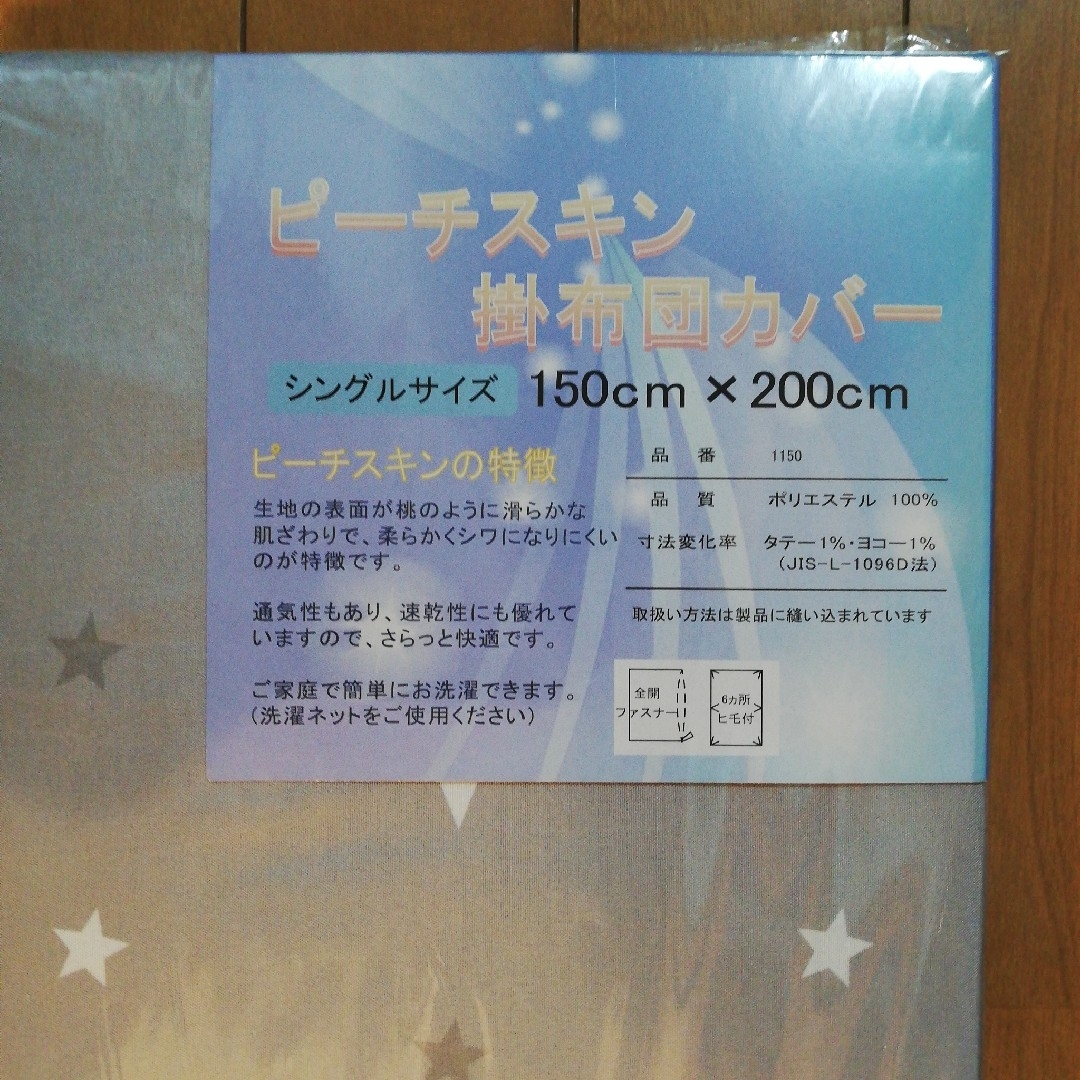 ピーチスキン
掛布団カバー
シングルサイズ 150cm×200cm
ピーチスキンの特徴
生地の表面が桃のように滑らかな
肌ざわりで、柔らかくシワになりにくい
のが特徴です。
通気性もあり、速乾性にも優れて
いますので、さらっと快適です。
ご家庭で簡単にお洗濯できます。
(洗濯ネットをご使用ください)
品番 1150
品質 ポリエステル 100%
寸法変化率 タテー1%・ヨコー1%
(JIS-L-1096D法)
取扱い方法は製品に縫い込まれています
全開
ファスナー
6カ所
ヒモ付